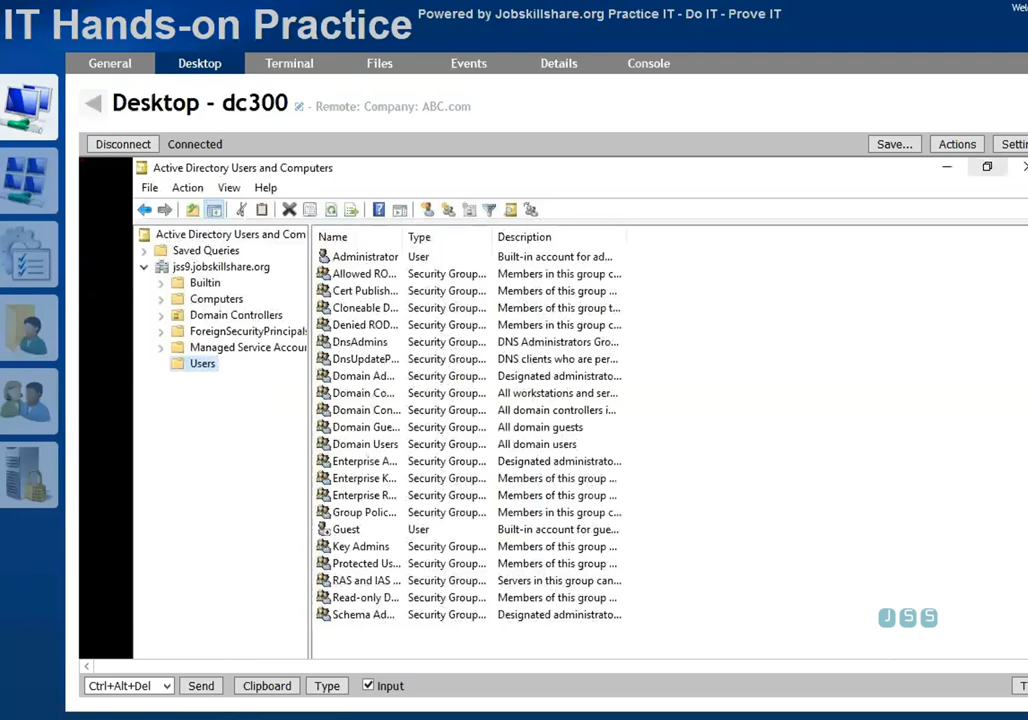 IT Hands-on Practice Powered by Jobskillshare.org Practice IT - Do IT - Prove IT
General Desktop Terminal Files Events Details Console
Desktop - dc300 - Remote: Company: ABC.com
Disconnect Connected Save... Actions
Active Directory Users and Computers
File Action View Help
Active Directory Users and Com
Saved Queries
jss9.jobskillshare.org
Builtin
Computers
Domain Controllers
ForeignSecurityPrincipals
Managed Service Accou
Users
Name Type Description
Administrator User Built-in account for ad...
Allowed RO... Security Group... Members in this group c...
Cert Publish... Security Group... Members of this group ...
Cloneable D... Security Group... Members of this group t...
Denied ROD... Security Group... Members in this group c...
DnsAdmins Security Group... DNS Administrators Gro...
DnsUpdateP... Security Group... DNS clients who are per...
Domain Ad... Security Group... Designated administrato...
Domain Co... Security Group... All workstations and ser...
Domain Con... Security Group... All domain controllers i...
Domain Gue... Security Group... All domain guests
Domain Users Security Group... All domain users
Enterprise A... Security Group... Designated administrato...
Enterprise K... Security Group... Members of this group ...
Enterprise R... Security Group... Members of this group ...
Group Polic... Security Group... Members in this group c...
Guest User Built-in account for gue...
Key Admins Security Group... Members of this group ...
Protected Us... Security Group... Members of this group ...
RAS and IAS ... Security Group... Servers in this group can...
Read-only D... Security Group... Members of this group ...
Schema Ad... Security Group... Designated administrato...
JSS
Ctrl+Alt+Del Send Clipboard Type Input